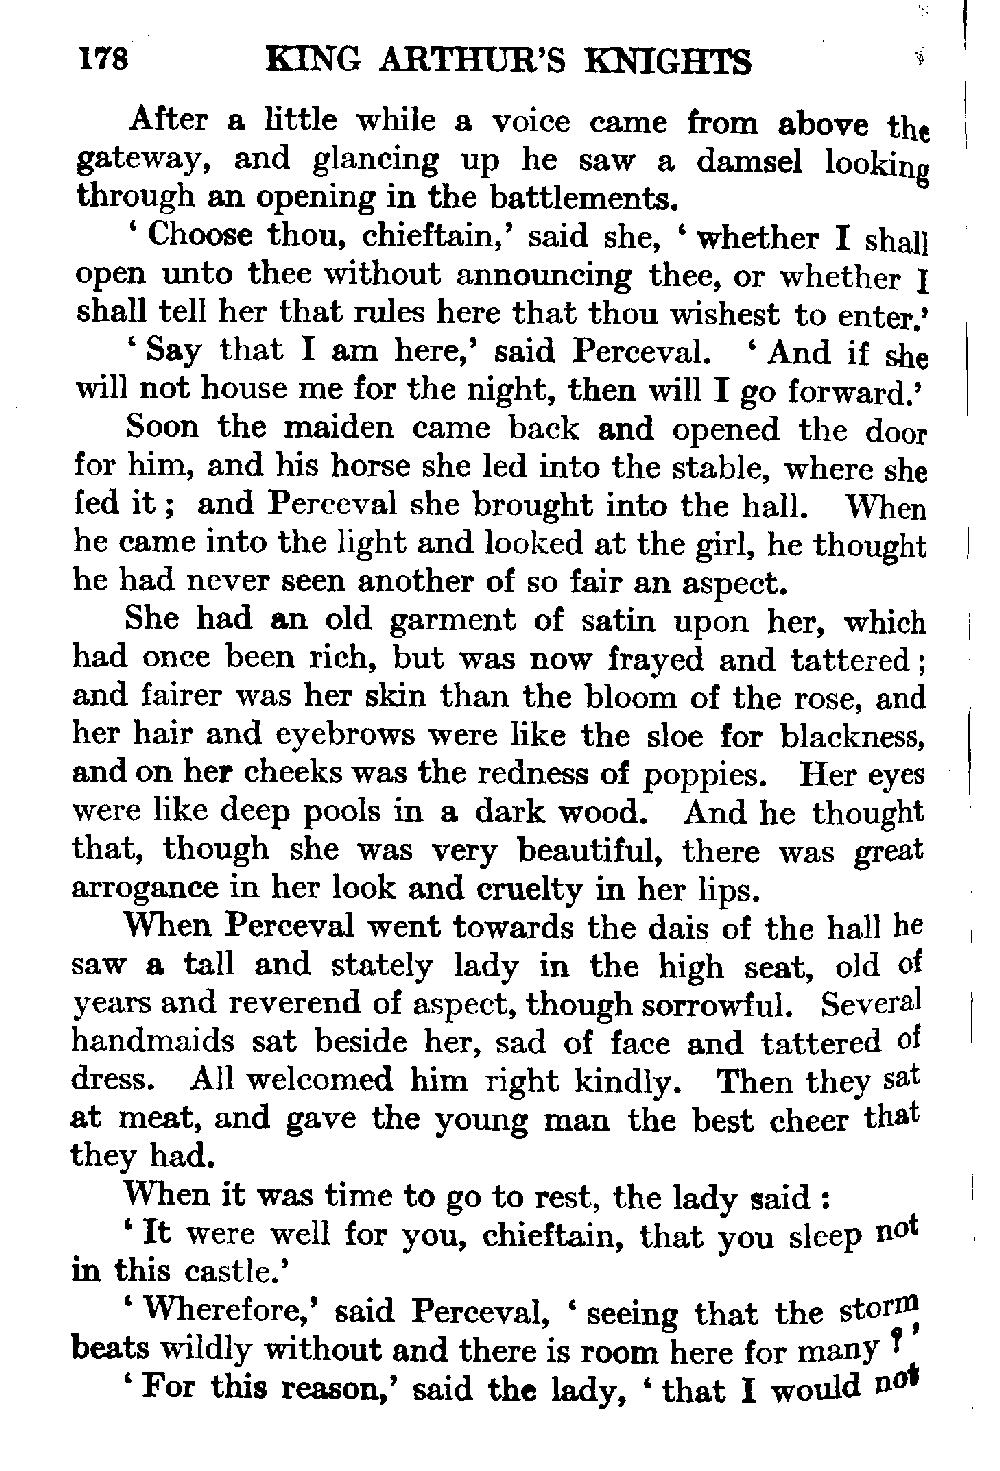 178 KING ARTHUR'S KNIGHTS
After a little while a voice came from above the
gateway, and glancing up he saw a damsel looking
through an opening in the battlements.
‘ Choose thou, chieftain,’ said she, ‘ whether I shall
open unto thee without announcing thee, or whether I
shall tell her that rules here that thou wishest to enter.’
‘ Say that I am here,’ said Perceval. ‘ And if she
will not house me for the night, then will I go forward.’
Soon the maiden came back and opened the door
for him, and his horse she led into the stable, where she
fed it ; and Perceval she brought into the hall. When
he came into the light and looked at the girl, he thought
he had never seen another of so fair an aspect.
She had an old garment of satin upon her, which
had once been rich, but was now frayed and tattered ;
and fairer was her skin than the bloom of the rose, and
her hair and eyebrows were like the sloe for blackness,
and on her cheeks was the redness of poppies. Her eyes
were like deep pools in a dark wood. And he thought
that, though she was very beautiful, there was great
arrogance in her look and cruelty in her lips.
When Perceval went towards the dais of the hall he
saw a tall and stately lady in the high seat, old of
years and reverend of aspect, though sorrowful. Several
handmaids sat beside her, sad of face and tattered of
dress. All welcomed him right kindly. Then they sat
at meat, and gave the young man the best cheer that
they had.
When it was time to go to rest, the lady said :
‘ It were well for you, chieftain, that you sleep not
in this castle.’
‘ Wherefore,’ said Perceval, ‘ seeing that the storm
beats wildly without and there is room here for many ? ’
‘ For this reason,’ said the lady, ‘ that I would not